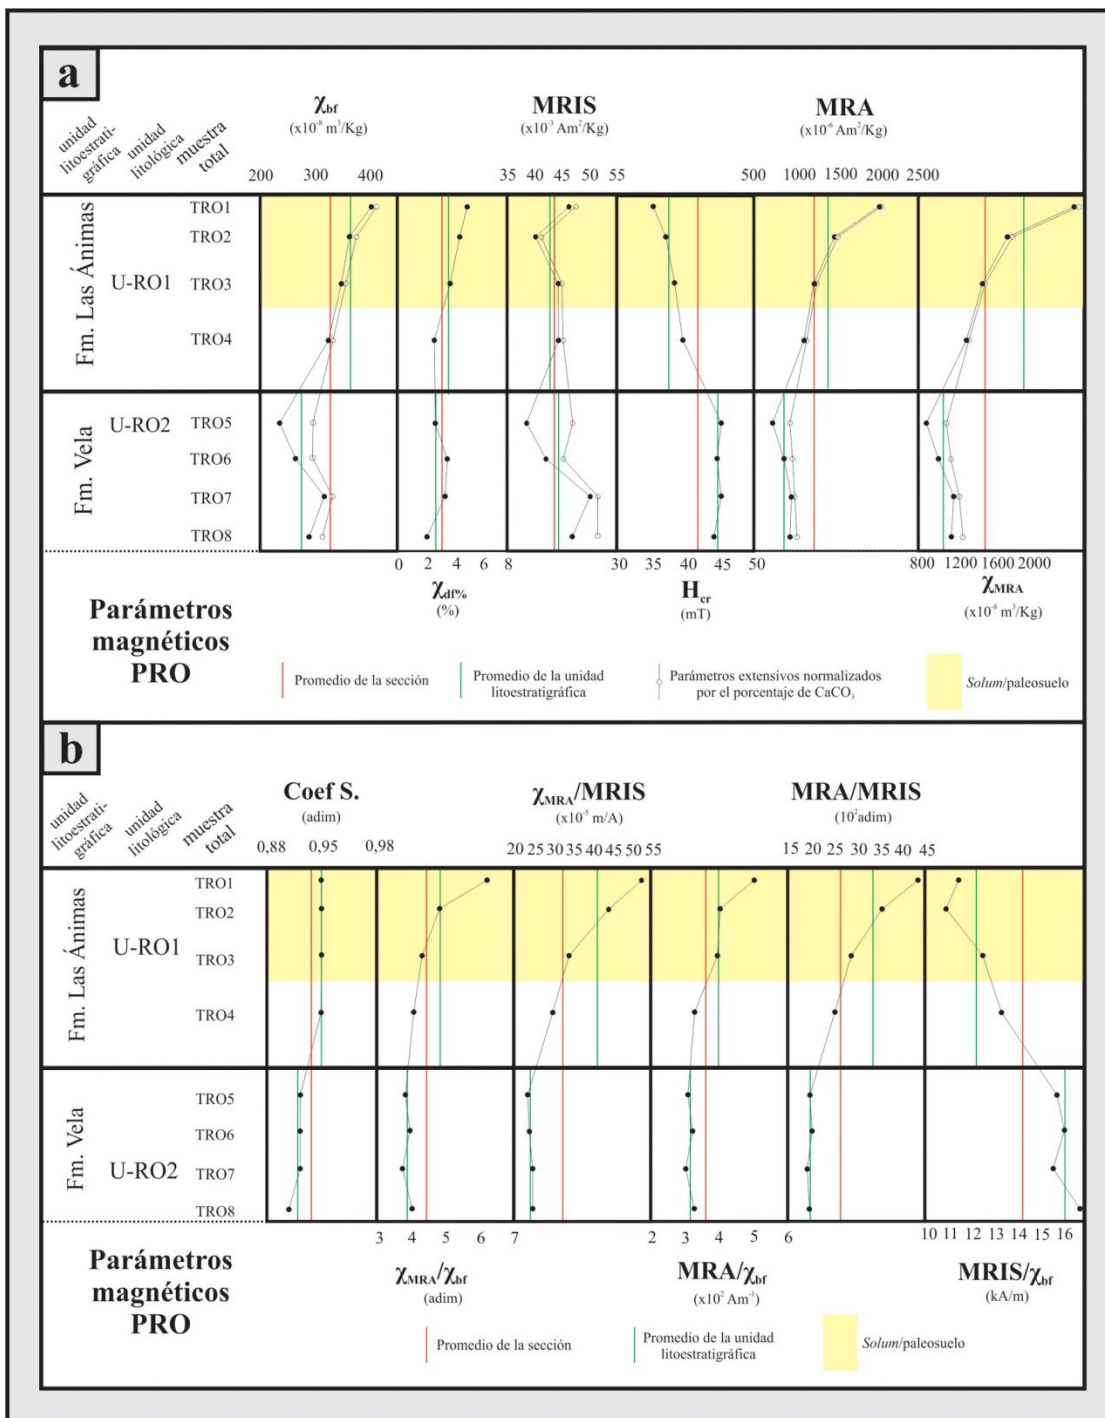 a
χbf
MRIS
MRA
(x10⁻⁸ m³/Kg)
(x10⁻³ Am²/Kg)
(x10⁻⁶ Am²/Kg)
unidad
litoestrati-
gráfica
unidad
litológica
muestra
total
200 300 400
35 40 45 50 55
500 1000 1500 2000 2500
Fm. Las Ánimas
U-RO1
TRO1
TRO2
TRO3
TRO4
Fm. Vela
U-RO2
TRO5
TRO6
TRO7
TRO8
0 2 4 6 8
30 35 40 45 50
800 1200 1600 2000
χdf%
(%)
Hcr
(mT)
χMRA
(x10⁻⁸ m³/Kg)
Parámetros
magnéticos
PRO
Promedio de la sección
Promedio de la unidad
litoestratigráfica
Parámetros extensivos normalizados
por el porcentaje de CaCO₃
Solum/paleosuelo
b
Coef S.
χMRA/MRIS
MRA/MRIS
(adim)
(x10⁻⁵ m/A)
(10²adim)
unidad
litoestrati-
gráfica
unidad
litológica
muestra
total
0,88 0,95 0,98
20 25 30 35 40 45 50 55
15 20 25 30 35 40 45
Fm. Las Ánimas
U-RO1
TRO1
TRO2
TRO3
TRO4
Fm. Vela
U-RO2
TRO5
TRO6
TRO7
TRO8
3 4 5 6 7
2 3 4 5 6
10 11 12 13 14 15 16
χMRA/χbf
(adim)
MRA/χbf
(x10² Am⁻¹)
MRIS/χbf
(kA/m)
Parámetros
magnéticos
PRO
Promedio de la sección
Promedio de la unidad
litoestratigráfica
Solum/paleosuelo